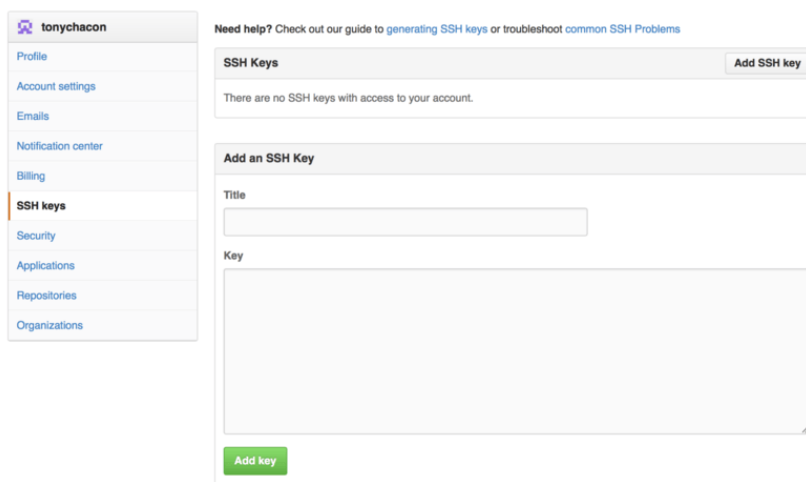 tonychacon
Profile
Account settings
Emails
Notification center
Billing
SSH keys
Security
Applications
Repositories
Organizations
Need help? Check out our guide to generating SSH keys or troubleshoot common SSH Problems
SSH Keys
Add SSH key
There are no SSH keys with access to your account.
Add an SSH Key
Title
Key
Add key